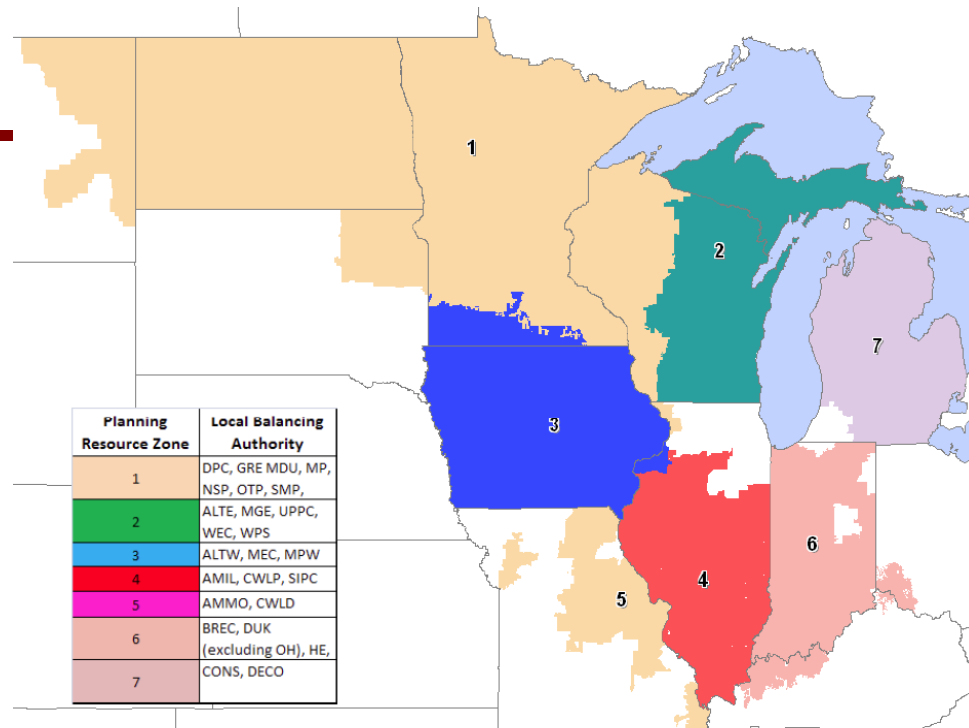 1
2
7
3
4
6
5
Planning Local Balancing
Resource Zone Authority
1 DPC, GRE MDU, MP,
NSP, OTP, SMP,
2 ALTE, MGE, UPPC,
WEC, WPS
3 ALTW, MEC, MPW
4 AMIL, CWLP, SIPC
5 AMMO, CWLD
6 BREC, DUK
(excluding OH), HE,
7 CONS, DECO